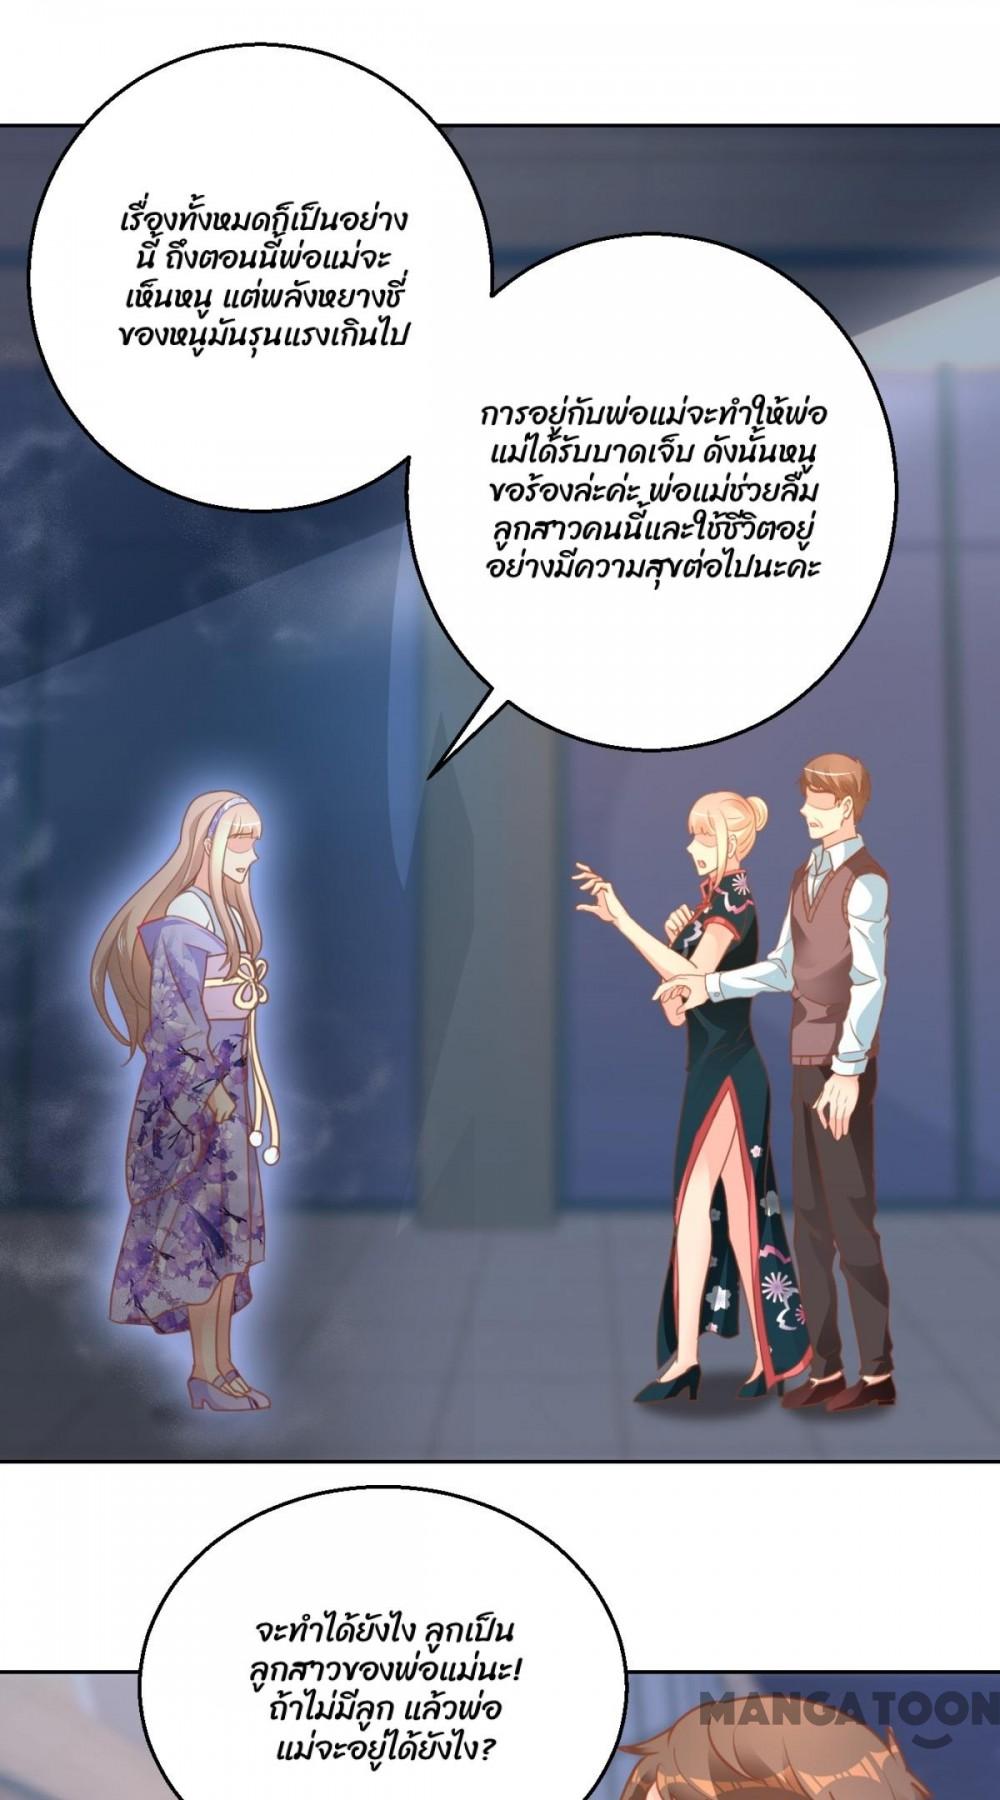 เรื่องทั้งหมดก็เป็นอย่าง
นี้ ถึงตอนนี้พ่อแม่จะ
เห็นหนู แต่พลังหยางชี่
ของหนูมันรุนแรงเกินไป
การอยู่กับพ่อแม่จะทำให้พ่อ
แม่ได้รับบาดเจ็บ ดังนั้นหนู
ขอร้องล่ะค่ะ พ่อแม่ช่วยลืม
ลูกสาวคนนี้และใช้ชีวิตอยู่
อย่างมีความสุขต่อไปนะคะ
จะทำได้ยังไง ลูกเป็น
ลูกสาวของพ่อแม่นะ!
ถ้าไม่มีลูก แล้วพ่อ
แม่จะอยู่ได้ยังไง?
MANGATOON